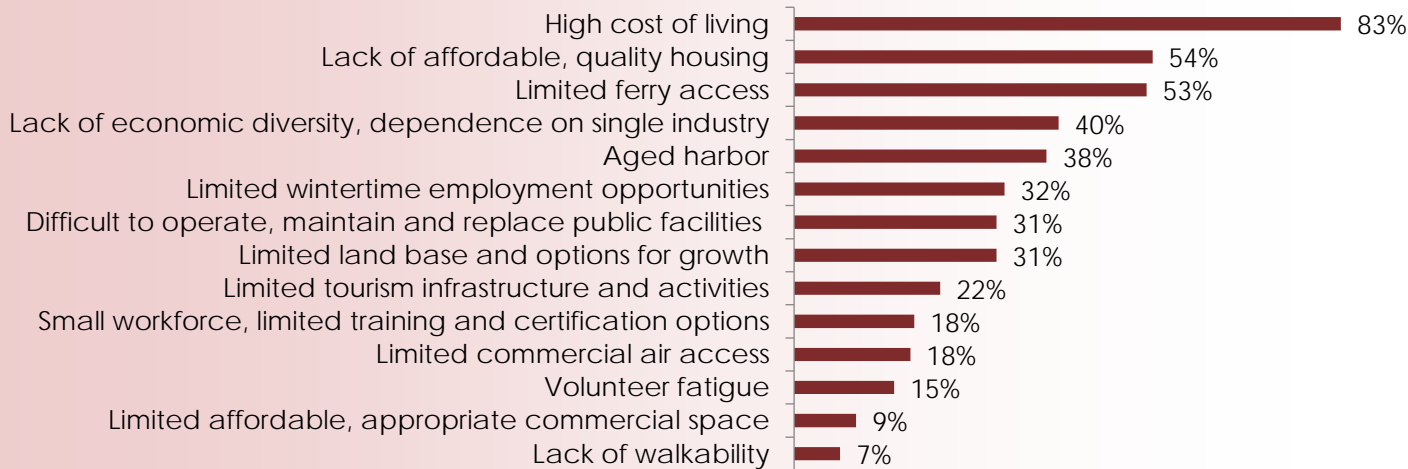 High cost of living 83%
Lack of affordable, quality housing 54%
Limited ferry access 53%
Lack of economic diversity, dependence on single industry 40%
Aged harbor 38%
Limited wintertime employment opportunities 32%
Difficult to operate, maintain and replace public facilities 31%
Limited land base and options for growth 31%
Limited tourism infrastructure and activities 22%
Small workforce, limited training and certification options 18%
Limited commercial air access 18%
Volunteer fatigue 15%
Limited affordable, appropriate commercial space 9%
Lack of walkability 7%